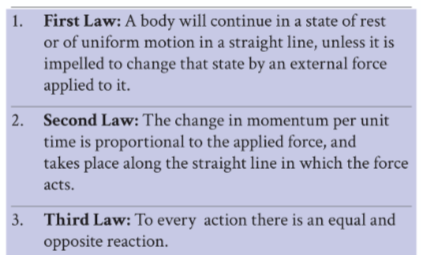 1. First Law: A body will continue in a state of rest
or of uniform motion in a straight line, unless it is
impelled to change that state by an external force
applied to it.
2. Second Law: The change in momentum per unit
time is proportional to the applied force, and
takes place along the straight line in which the force
acts.
3. Third Law: To every action there is an equal and
opposite reaction.